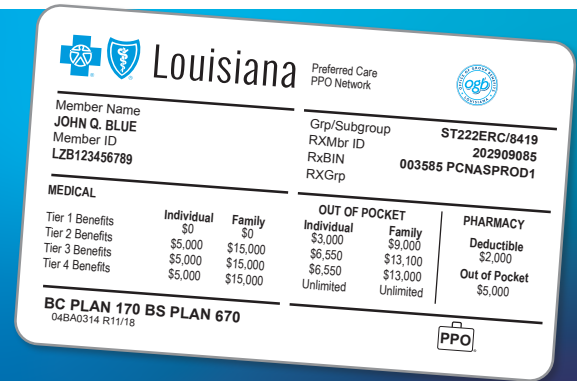 Louisiana
Preferred Care
PPO Network
ogb
Member Name
JOHN Q. BLUE
Member ID
LZB123456789
Grp/Subgroup ST222ERC/8419
RXMbr ID 202909085
RxBIN 003585 PCNASPROD1
RXGrp
MEDICAL
Individual Family
Tier 1 Benefits $0 $0
Tier 2 Benefits $5,000 $15,000
Tier 3 Benefits $5,000 $15,000
Tier 4 Benefits $5,000 $15,000
OUT OF POCKET
Individual Family
$3,000 $9,000
$6,550 $13,100
$6,550 $13,000
Unlimited Unlimited
PHARMACY
Deductible
$2,000
Out of Pocket
$5,000
BC PLAN 170 BS PLAN 670
04BA0314 R11/18
PPO